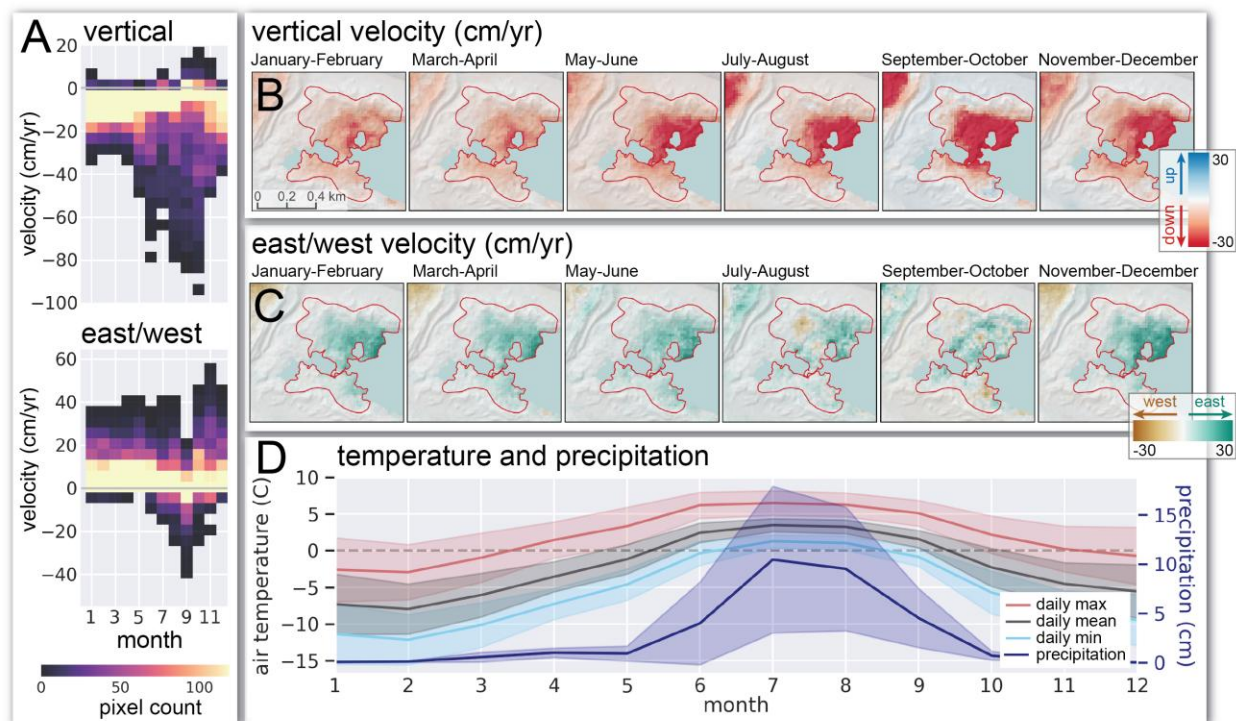 A
vertical
20
0
−20
−40
−60
−80
−100
velocity (cm/yr)
east/west
60
40
20
0
−20
−40
velocity (cm/yr)
1 3 5 7 9 11
month
0 50 100
pixel count
vertical velocity (cm/yr)
January-February March-April May-June July-August September-October November-December
B
0 0.2 0.4 km
up
down
30
-30
east/west velocity (cm/yr)
January-February March-April May-June July-August September-October November-December
C
west east
-30 30
D
temperature and precipitation
10
5
0
−5
−10
−15
air temperature (C)
15
10
5
0
precipitation (cm)
daily max
daily mean
daily min
precipitation
1 2 3 4 5 6 7 8 9 10 11 12
month